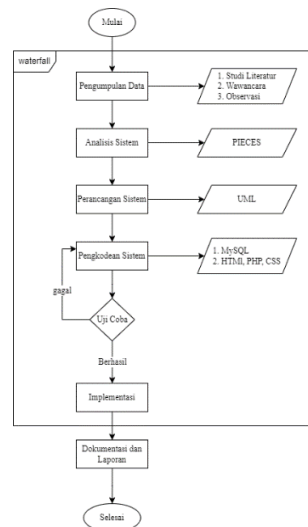 Mulai
waterfall
Pengumpulan Data
1. Studi Literatur
2. Wawancara
3. Observasi
Analisis Sistem
PIECES
Perancangan Sistem
UML
Pengkodean Sistem
1. MySQL
2. HTMl, PHP, CSS
gagal
Uji Coba
Berhasil
Implementasi
Dokumentasi dan
Laporan
Selesai